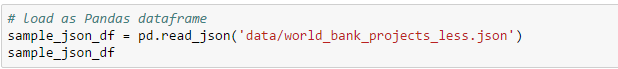 # load as Pandas dataframe
sample_json_df = pd.read_json('data/world_bank_projects_less.json')
sample_json_df